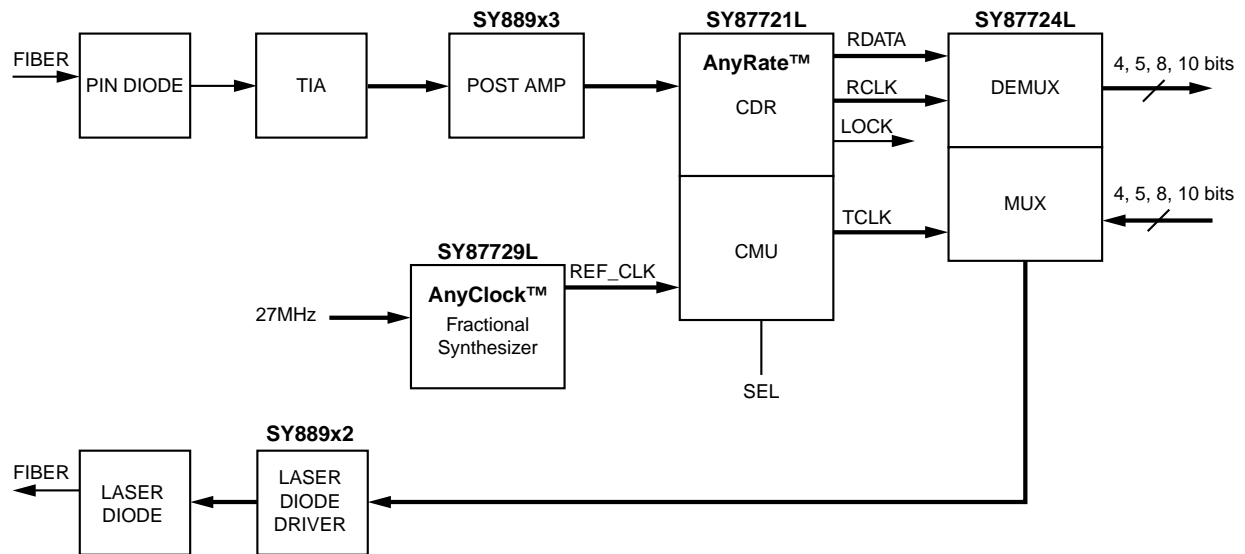 SY889x3
SY87721L
SY87724L
FIBER
PIN DIODE
TIA
POST AMP
AnyRate™
CDR
RDATA
RCLK
LOCK
DEMUX
4, 5, 8, 10 bits
4, 5, 8, 10 bits
MUX
TCLK
CMU
SY87729L
REF_CLK
27MHz
AnyClock™
Fractional
Synthesizer
SEL
SY889x2
FIBER
LASER
DIODE
LASER
DIODE
DRIVER